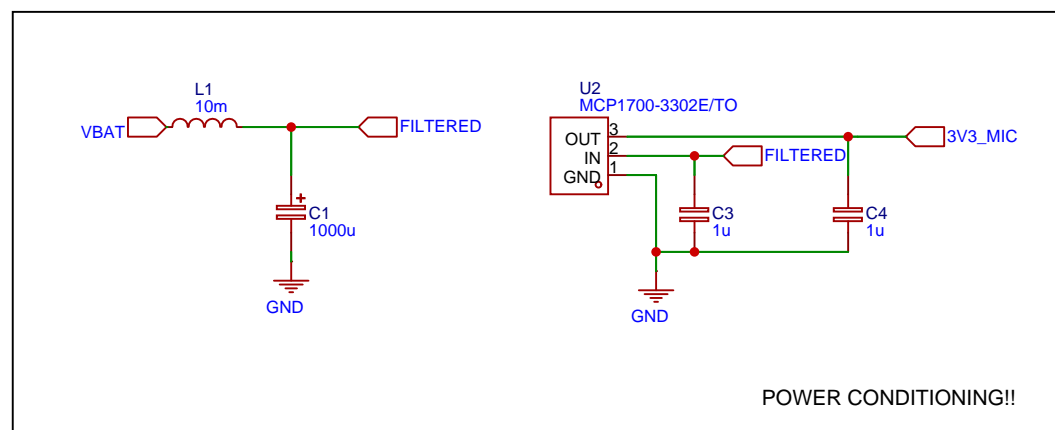 L1
10m
VBAT
FILTERED
+
C1
1000u
GND
U2
MCP1700-3302E/TO
OUT 3
IN 2
GND 1
3V3_MIC
FILTERED
C3
1u
C4
1u
GND
POWER CONDITIONING!!